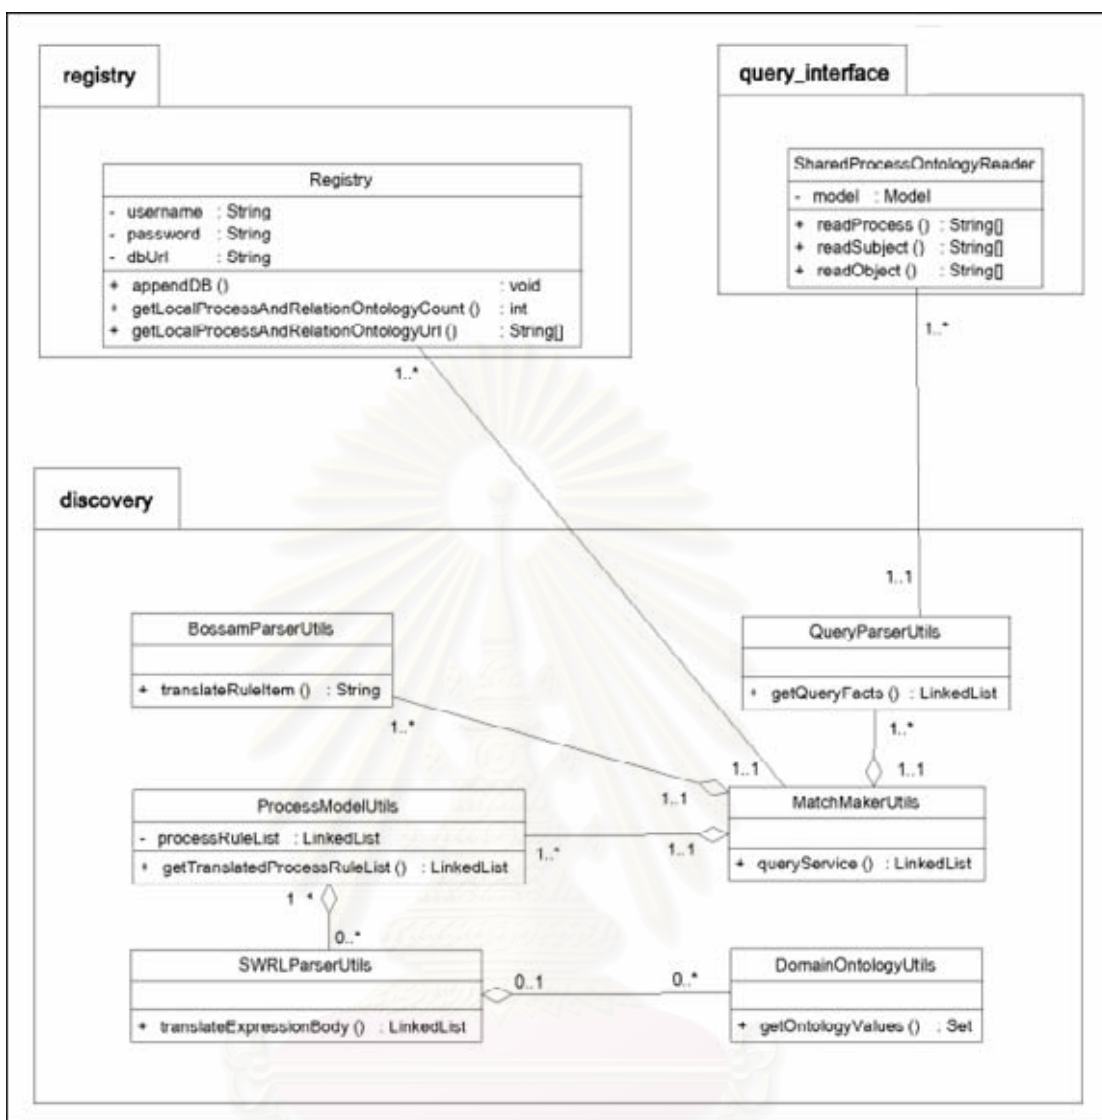 registry
Registry
- username : String
- password : String
- dbUrl : String
+ appendDB () : void
+ getLocalProcessAndRelationOntologyCount () : int
+ getLocalProcessAndRelationOntologyUrl () : String[]
1..*
query_interface
SharedProcessOntologyReader
- model : Model
+ readProcess () : String[]
+ readSubject () : String[]
+ readObject () : String[]
1..*
discovery
1..1
BossamParserUtils
+ translateRuleItem () : String
1..*
QueryParserUtils
+ getQueryFacts () : LinkedList
1..*
1..1
1..1
1..1
MatchMakerUtils
+ queryService () : LinkedList
ProcessModelUtils
- processRuleList : LinkedList
+ getTranslatedProcessRuleList () : LinkedList
1..*
1..1
1 *
0..*
SWRLParserUtils
+ translateExpressionBody () : LinkedList
0..1
0..*
DomainOntologyUtils
+ getOntologyValues () : Set